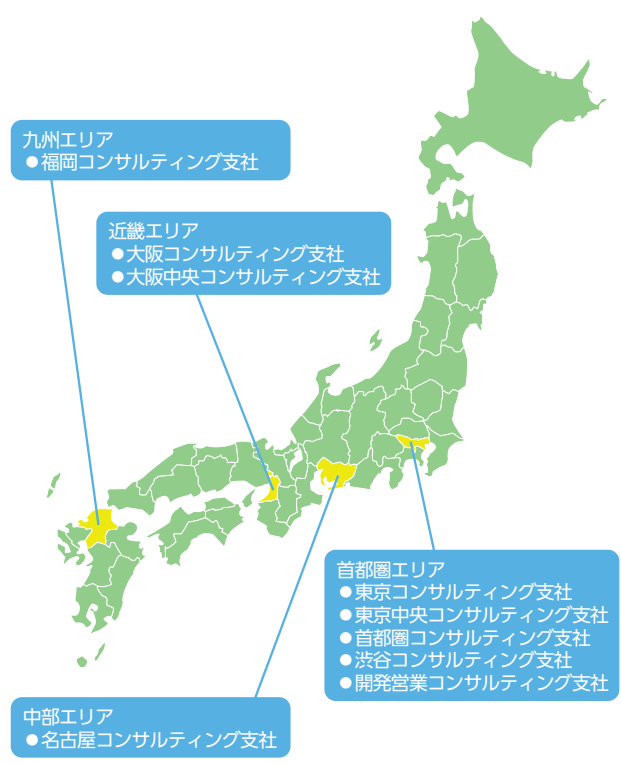 九州エリア
●福岡コンサルティング支社
近畿エリア
●大阪コンサルティング支社
●大阪中央コンサルティング支社
首都圏エリア
●東京コンサルティング支社
●東京中央コンサルティング支社
●首都圏コンサルティング支社
●渋谷コンサルティング支社
●開発営業コンサルティング支社
中部エリア
●名古屋コンサルティング支社